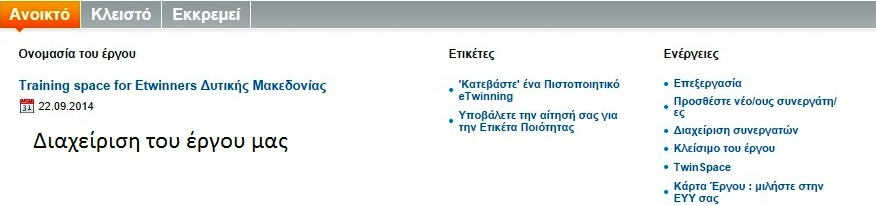 Ανοικτό Κλειστό Εκκρεμεί
Ονομασία του έργου
Training space for Etwinners Δυτικής Μακεδονίας
31 22.09.2014
Διαχείριση του έργου μας
Ετικέτες
'Κατεβάστε' ένα Πιστοποιητικό
eTwinning
Υποβάλετε την αίτησή σας για
την Ετικέτα Ποιότητας
Ενέργειες
Επεξεργασία
Προσθέστε νέο/ους συνεργάτη/
ες
Διαχείριση συνεργατών
Κλείσιμο του έργου
TwinSpace
Κάρτα Έργου : μιλήστε στην
ΕΥΥ σας